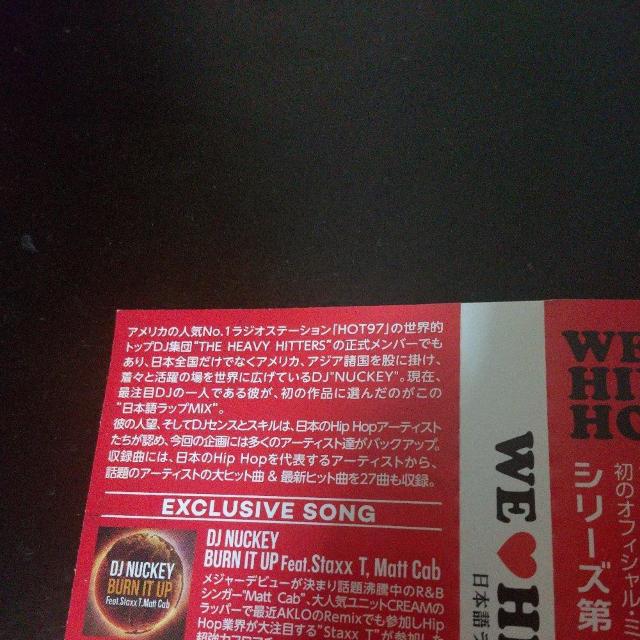 アメリカの人気No.1ラジオステーション「HOT97」の世界的
トップDJ集団"THE HEAVY HITTERS"の正式メンバーでも
あり、日本全国だけでなくアメリカ、アジア諸国を股に掛け、
着々と活躍の場を世界に広げているDJ"NUCKEY"。現在、
最注目DJの一人である彼が、初の作品に選んだのがこの
"日本語ラップMIX"。
彼の人望、そしてDJセンスとスキルは、日本のHip Hopアーティスト
たちが認め、今回の企画には多くのアーティスト達がバックアップ。
収録曲には、日本のHip Hopを代表するアーティストから、
話題のアーティストの大ヒット曲 & 最新ヒット曲を27曲も収録。
EXCLUSIVE SONG
DJ NUCKEY
BURN IT UP
Feat.Staxx T,Matt Cab
DJ NUCKEY
BURN IT UP Feat.Staxx T, Matt Cab
メジャーデビューが決まり話題沸騰中のR&B
シンガー"Matt Cab"、大人気ユニットCREAMの
ラッパーで最近AKLOのRemixでも参加しHip
Hop業界が大注目する"Staxx T"が参加した
WE ♥ HI
日本語
WE
HI
HO
初のオフィシャル・ミ
シリーズ第